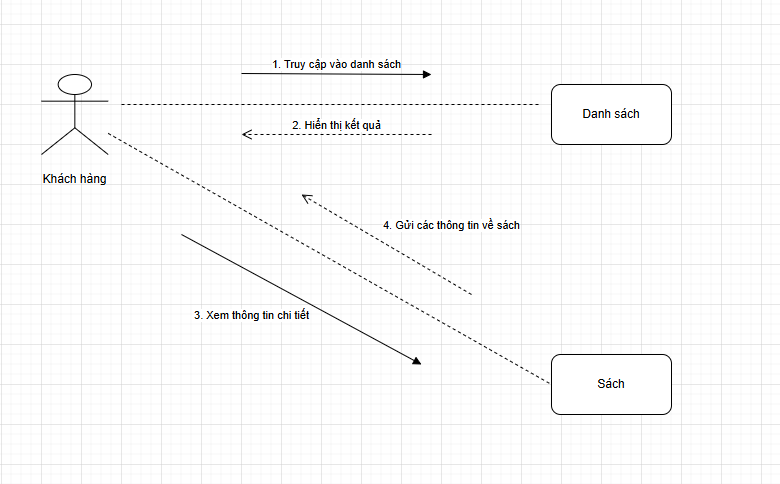 1. Truy cập vào danh sách
Danh sách
2. Hiển thị kết quả
Khách hàng
4. Gửi các thông tin về sách
3. Xem thông tin chi tiết
Sách